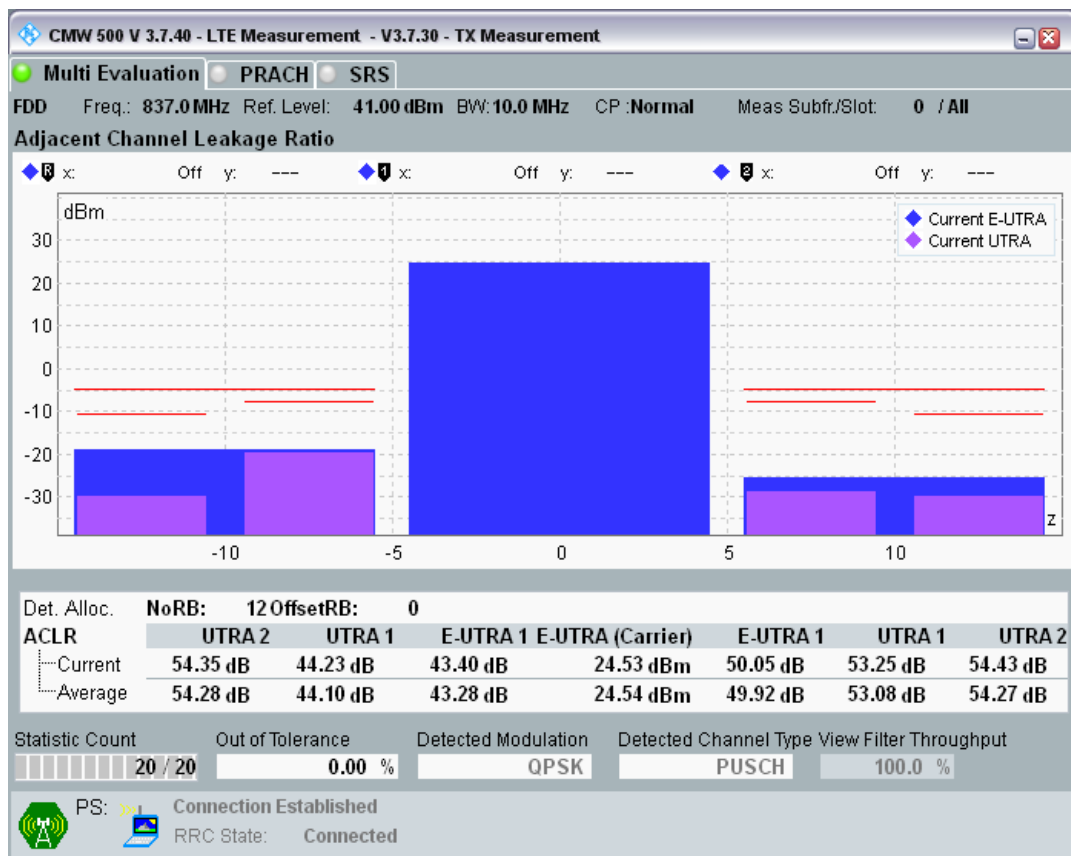 CMW 500 V 3.7.40 - LTE Measurement - V3.7.30 - TX Measurement
Multi Evaluation PRACH SRS
FDD Freq.: 837.0 MHz Ref. Level: 41.00 dBm BW: 10.0 MHz CP :Normal Meas Subfr./Slot: 0 / All
Adjacent Channel Leakage Ratio
R x: Off y: --- 1 x: Off y: --- 2 x: Off y: ---
dBm
Current E-UTRA
Current UTRA
30
20
10
0
-10
-20
-30
z
-10 -5 0 5 10
Det. Alloc. NoRB: 12 OffsetRB: 0
ACLR UTRA 2 UTRA 1 E-UTRA 1 E-UTRA (Carrier) E-UTRA 1 UTRA 1 UTRA 2
Current 54.35 dB 44.23 dB 43.40 dB 24.53 dBm 50.05 dB 53.25 dB 54.43 dB
Average 54.28 dB 44.10 dB 43.28 dB 24.54 dBm 49.92 dB 53.08 dB 54.27 dB
Statistic Count Out of Tolerance Detected Modulation Detected Channel Type View Filter Throughput
20 / 20 0.00 % QPSK PUSCH 100.0 %
PS: Connection Established
RRC State: Connected